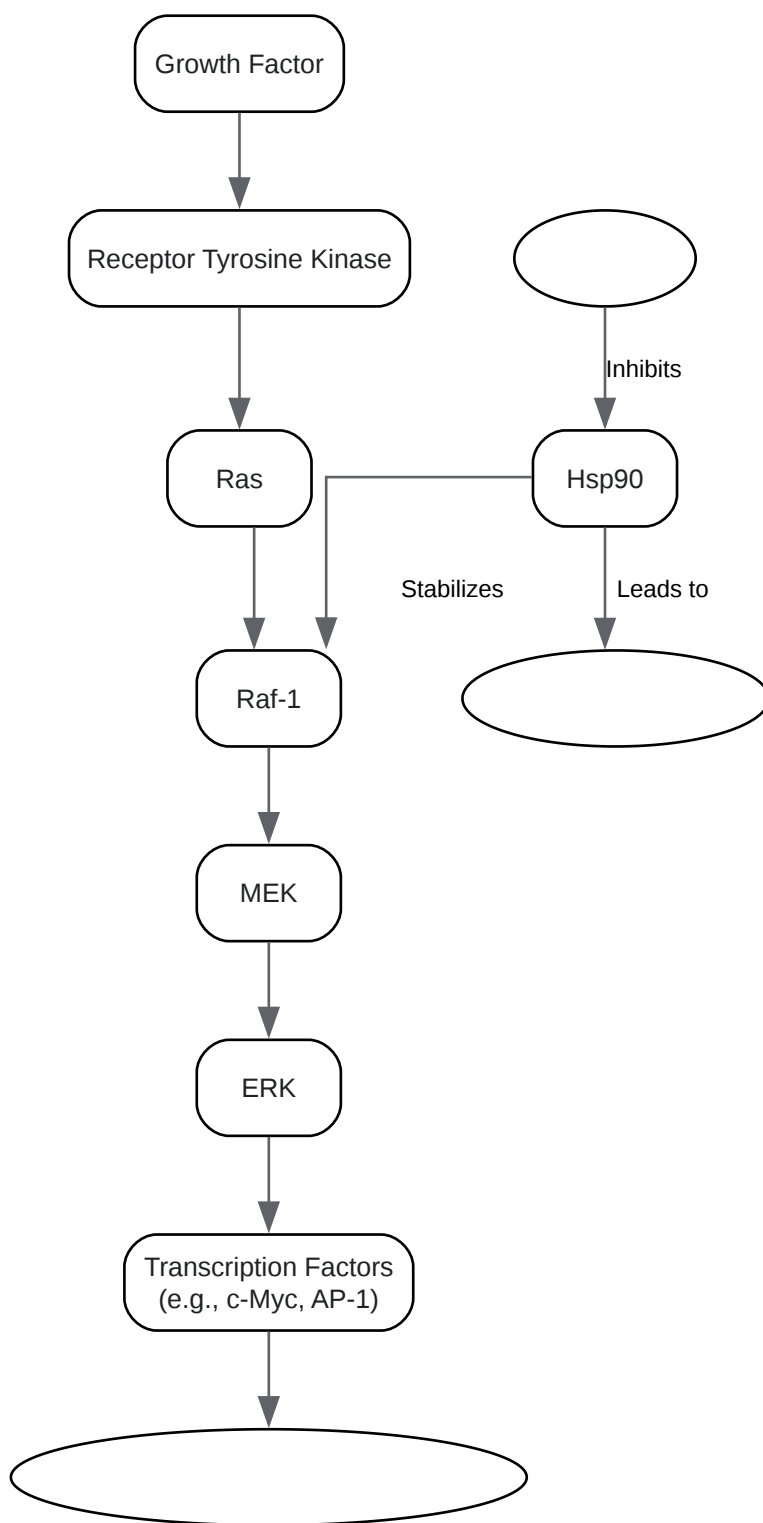 Growth Factor
Receptor Tyrosine Kinase
Inhibits
Ras
Hsp90
Stabilizes
Leads to
Raf-1
MEK
ERK
Transcription Factors
(e.g., c-Myc, AP-1)